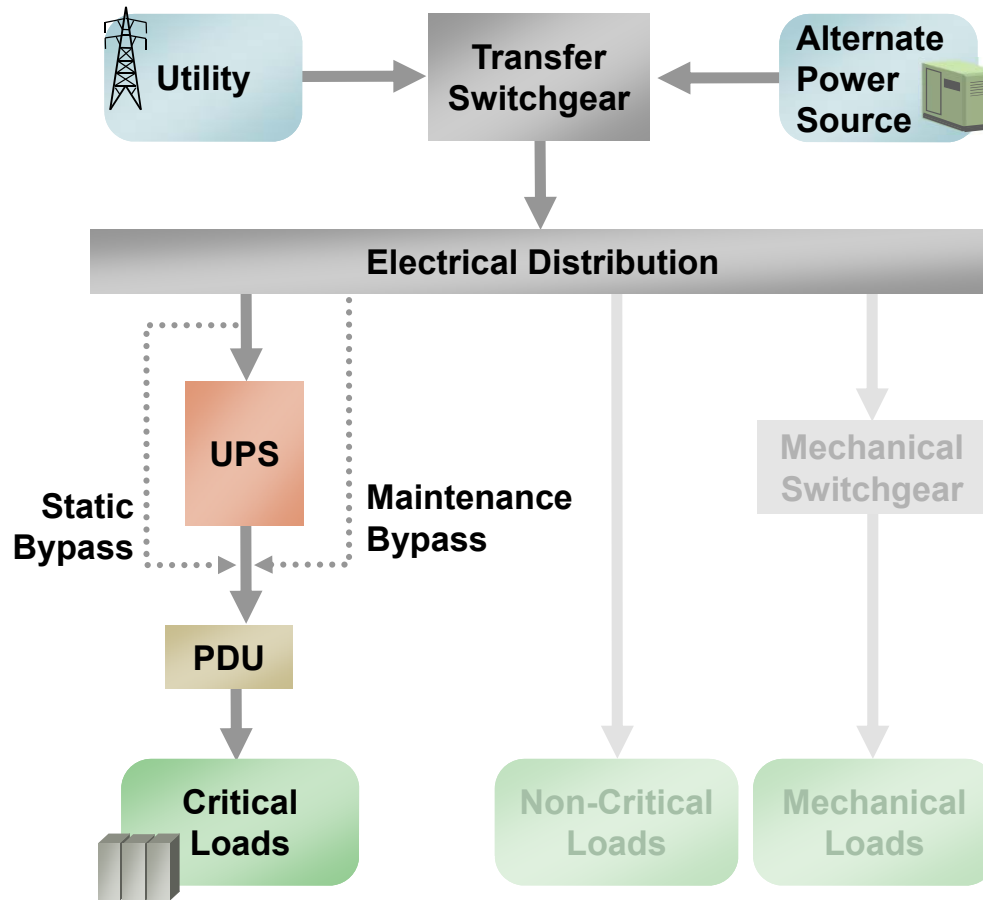 Utility
Transfer
Switchgear
Alternate
Power
Source
Electrical Distribution
UPS
Static
Bypass
Maintenance
Bypass
Mechanical
Switchgear
PDU
Critical
Loads
Non-Critical
Loads
Mechanical
Loads